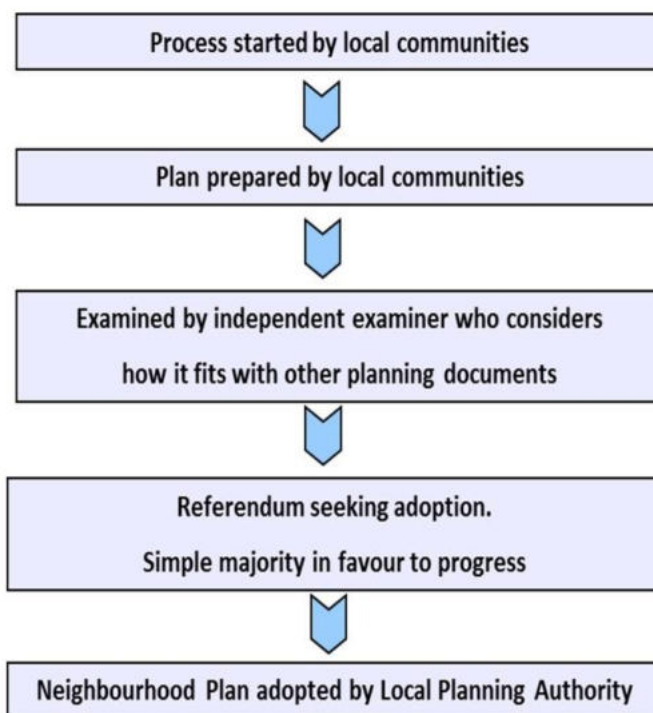 Process started by local communities
Plan prepared by local communities
Examined by independent examiner who considers
how it fits with other planning documents
Referendum seeking adoption.
Simple majority in favour to progress
Neighbourhood Plan adopted by Local Planning Authority